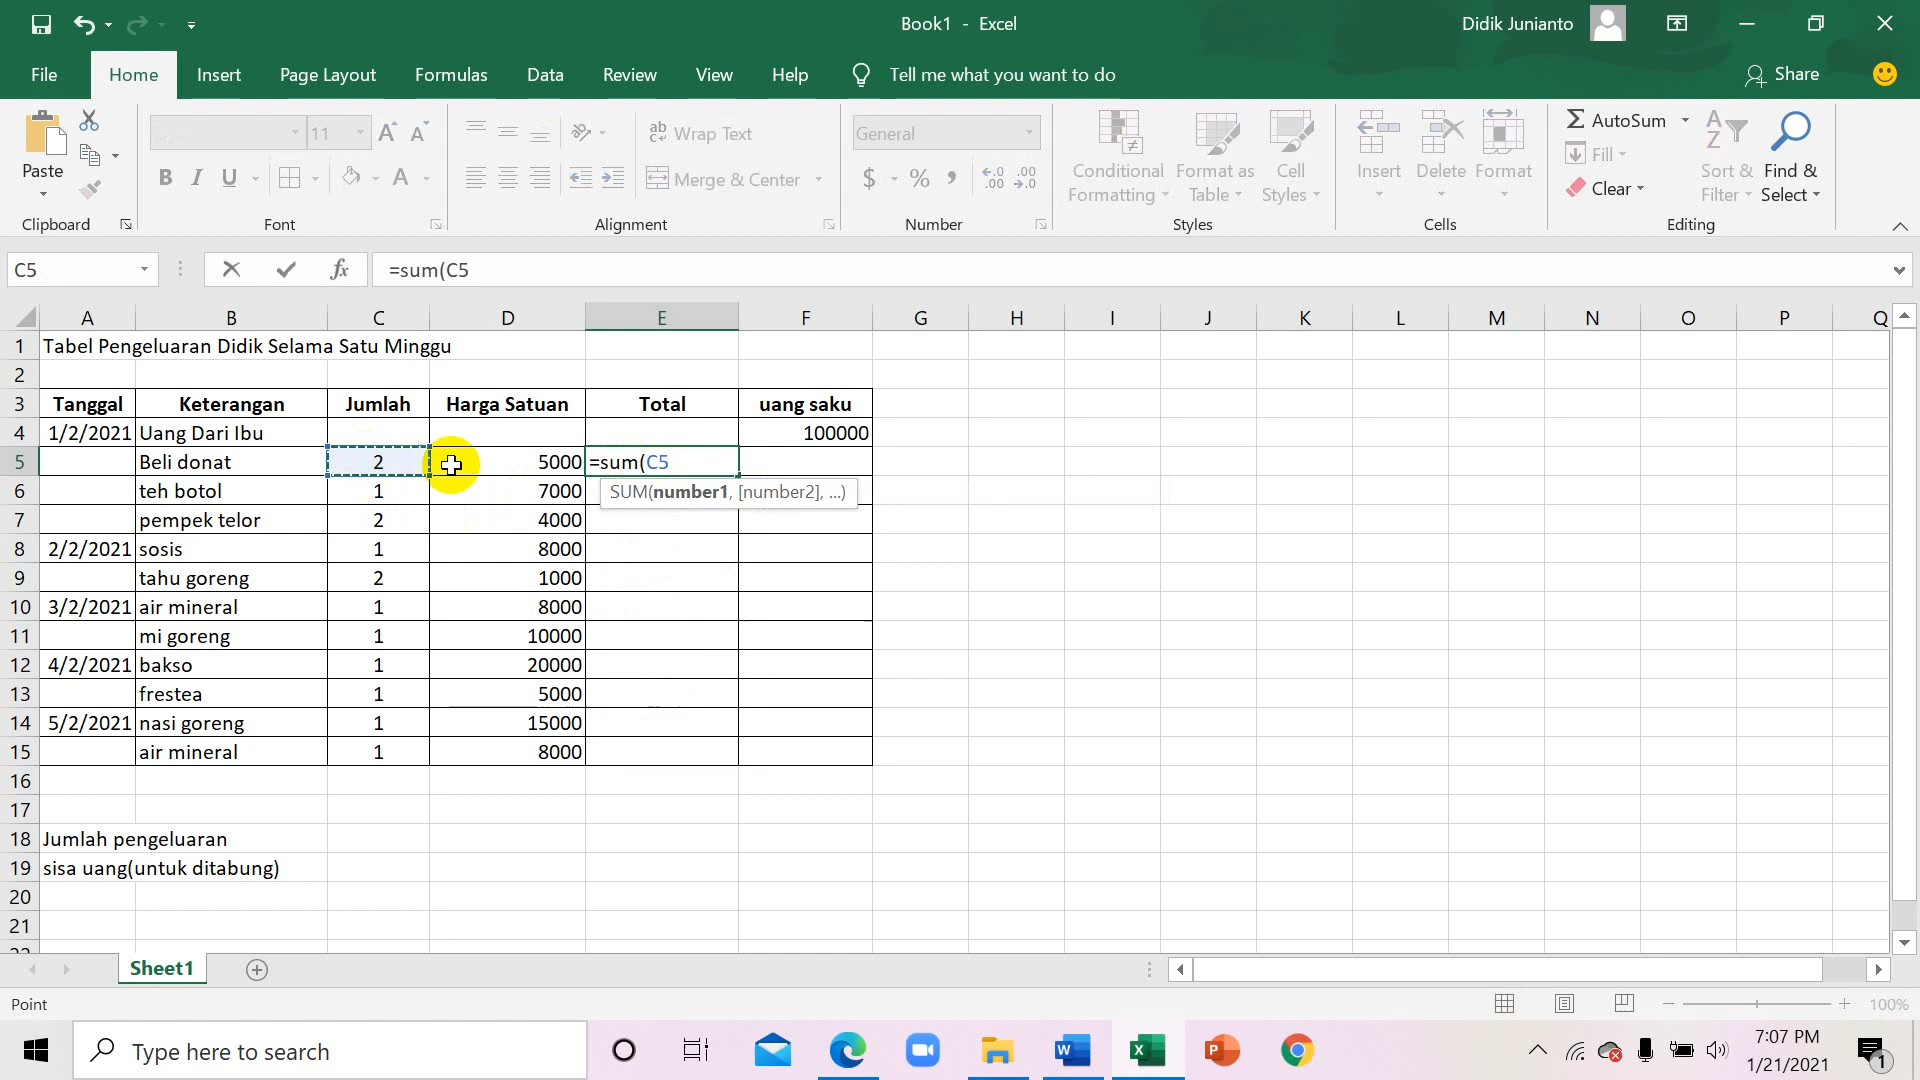 Book1 - Excel
Didik Junianto
File Home Insert Page Layout Formulas Data Review View Help Tell me what you want to do Share
Paste
Clipboard
11 A A
B I U A
Font
ab Wrap Text
Merge & Center
Alignment
General
$ % , .00 .00
Number
Conditional Formatting
Format as Table
Cell Styles
Styles
Insert Delete Format
Cells
AutoSum
Fill
Clear
Sort & Filter
Find & Select
Editing
C5 fx =sum(C5
A B C D E F G H I J K L M N O P Q
1 Tabel Pengeluaran Didik Selama Satu Minggu
2
3 Tanggal Keterangan Jumlah Harga Satuan Total uang saku
4 1/2/2021 Uang Dari Ibu 100000
5 Beli donat 2 5000 =sum(C5
SUM(number1, [number2], ...)
6 teh botol 1 7000
7 pempek telor 2 4000
8 2/2/2021 sosis 1 8000
9 tahu goreng 2 1000
10 3/2/2021 air mineral 1 8000
11 mi goreng 1 10000
12 4/2/2021 bakso 1 20000
13 frestea 1 5000
14 5/2/2021 nasi goreng 1 15000
15 air mineral 1 8000
16
17
18 Jumlah pengeluaran
19 sisa uang(untuk ditabung)
20
21
Sheet1
Point
100%
Type here to search
7:07 PM
1/21/2021
1